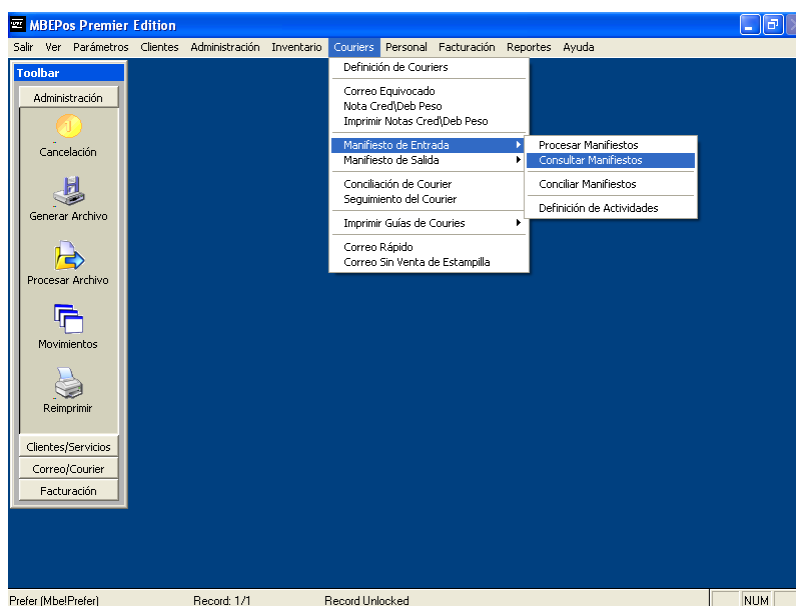 MBEPos Premier Edition
Salir Ver Parámetros Clientes Administración Inventario Couriers Personal Facturación Reportes Ayuda
Toolbar
Administración
Cancelación
Generar Archivo
Procesar Archivo
Movimientos
Reimprimir
Clientes/Servicios
Correo/Courier
Facturación
Definición de Couriers
Correo Equivocado
Nota Cred\Deb Peso
Imprimir Notas Cred\Deb Peso
Manifiesto de Entrada
Manifiesto de Salida
Conciliación de Courier
Seguimiento del Courier
Imprimir Guías de Couries
Correo Rápido
Correo Sin Venta de Estampilla
Procesar Manifiestos
Consultar Manifiestos
Conciliar Manifiestos
Definición de Actividades
Prefer (Mbe!Prefer) Record: 1/1 Record Unlocked NUM